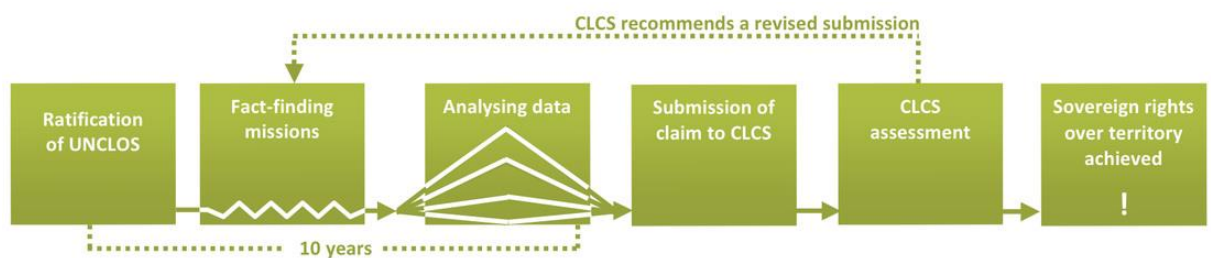 CLCS recommends a revised submission
Ratification
of UNCLOS
Fact-finding
missions
Analysing data
Submission of
claim to CLCS
CLCS
assessment
Sovereign rights
over territory
achieved
!
10 years